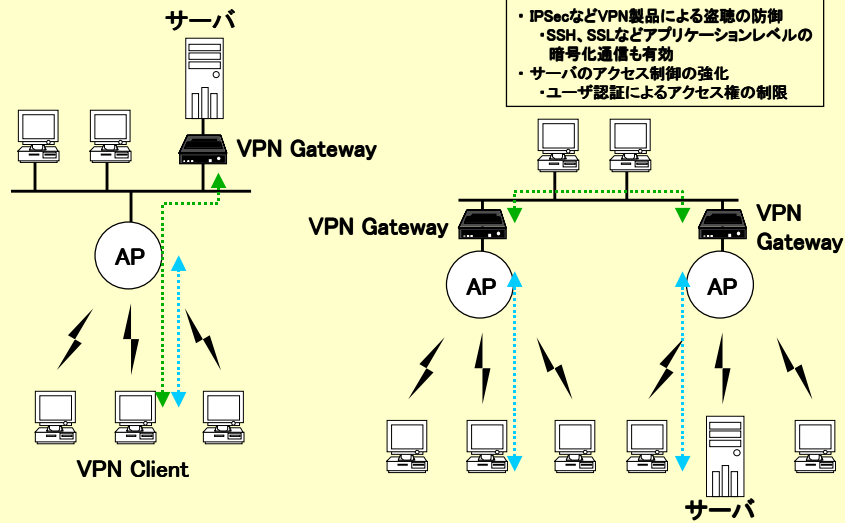 サーバ
・ IPSecなどVPN製品による盗聴の防御
・SSH、SSLなどアプリケーションレベルの
暗号化通信も有効
・ サーバのアクセス制御の強化
・ユーザ認証によるアクセス権の制限
VPN Gateway
AP
VPN Client
VPN Gateway
VPN
Gateway
AP
AP
サーバ